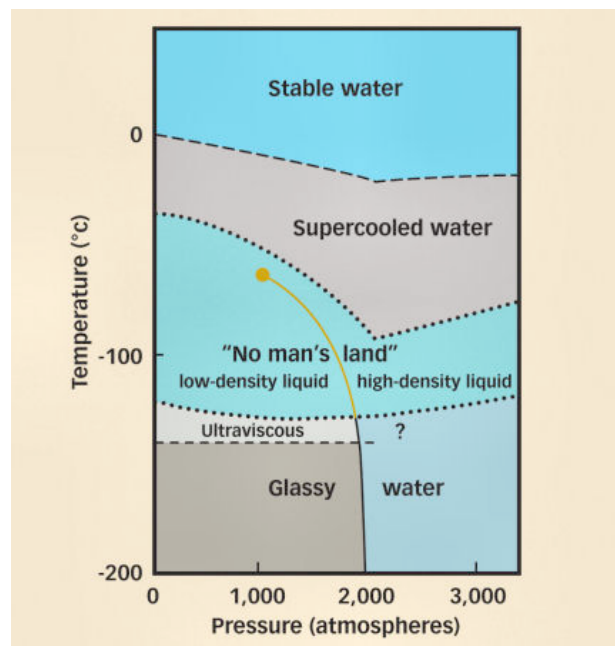 Stable water
0
Supercooled water
Temperature (°c)
-100
"No man's land"
low-density liquid
high-density liquid
Ultraviscous
?
Glassy
water
-200
0
1,000
2,000
3,000
Pressure (atmospheres)